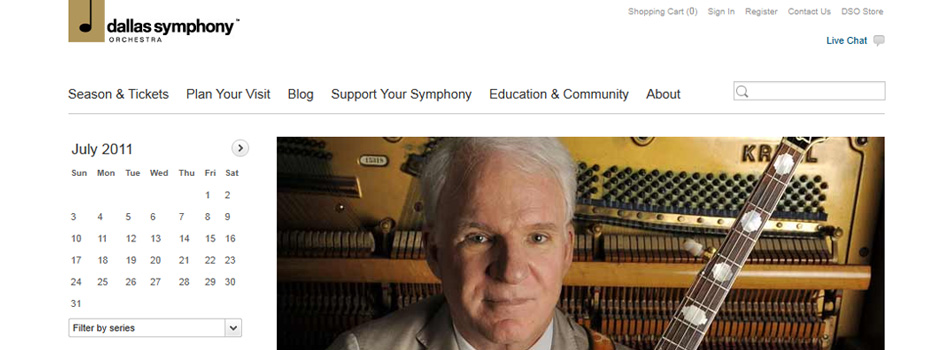 dallas symphony™
ORCHESTRA
Shopping Cart (0) Sign In Register Contact Us DSO Store
Live Chat
Season & Tickets Plan Your Visit Blog Support Your Symphony Education & Community About
July 2011
Sun Mon Tue Wed Thu Fri Sat
1 2
3 4 5 6 7 8 9
10 11 12 13 14 15 16
17 18 19 20 21 22 23
24 25 26 27 28 29 30
31
Filter by series